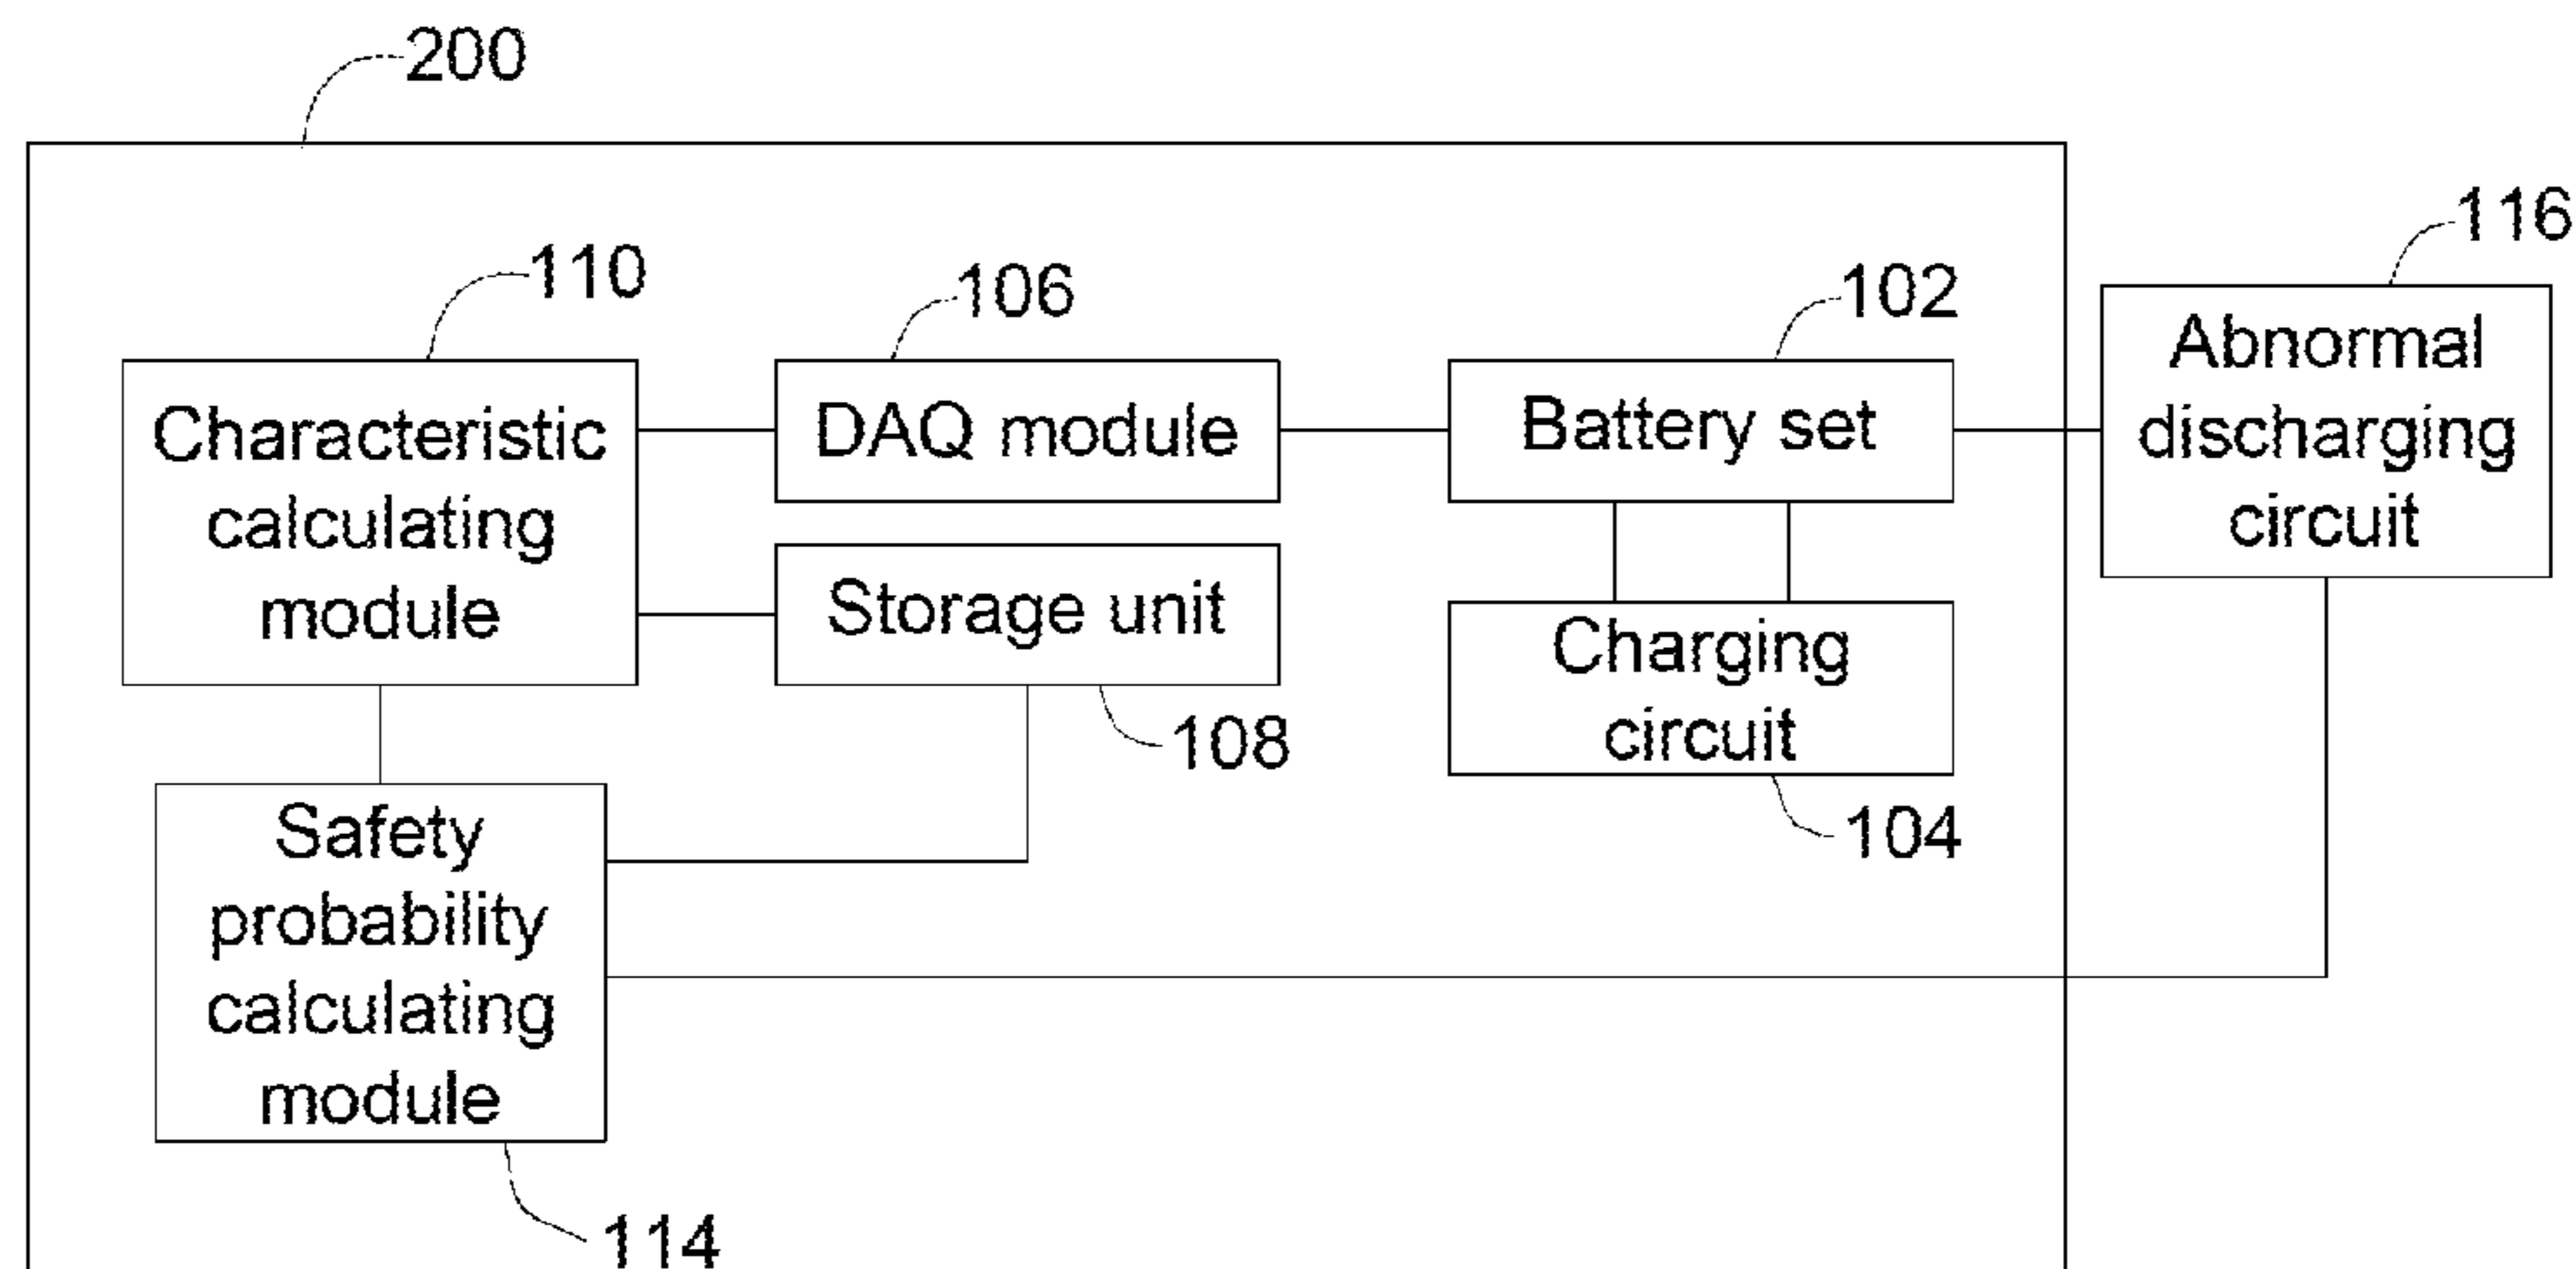 200
116
110
106
102
Abnormal
discharging
circuit
Characteristic
calculating
module
DAQ module
Battery set
Storage unit
Charging
circuit
108
104
Safety
probability
calculating
module
114